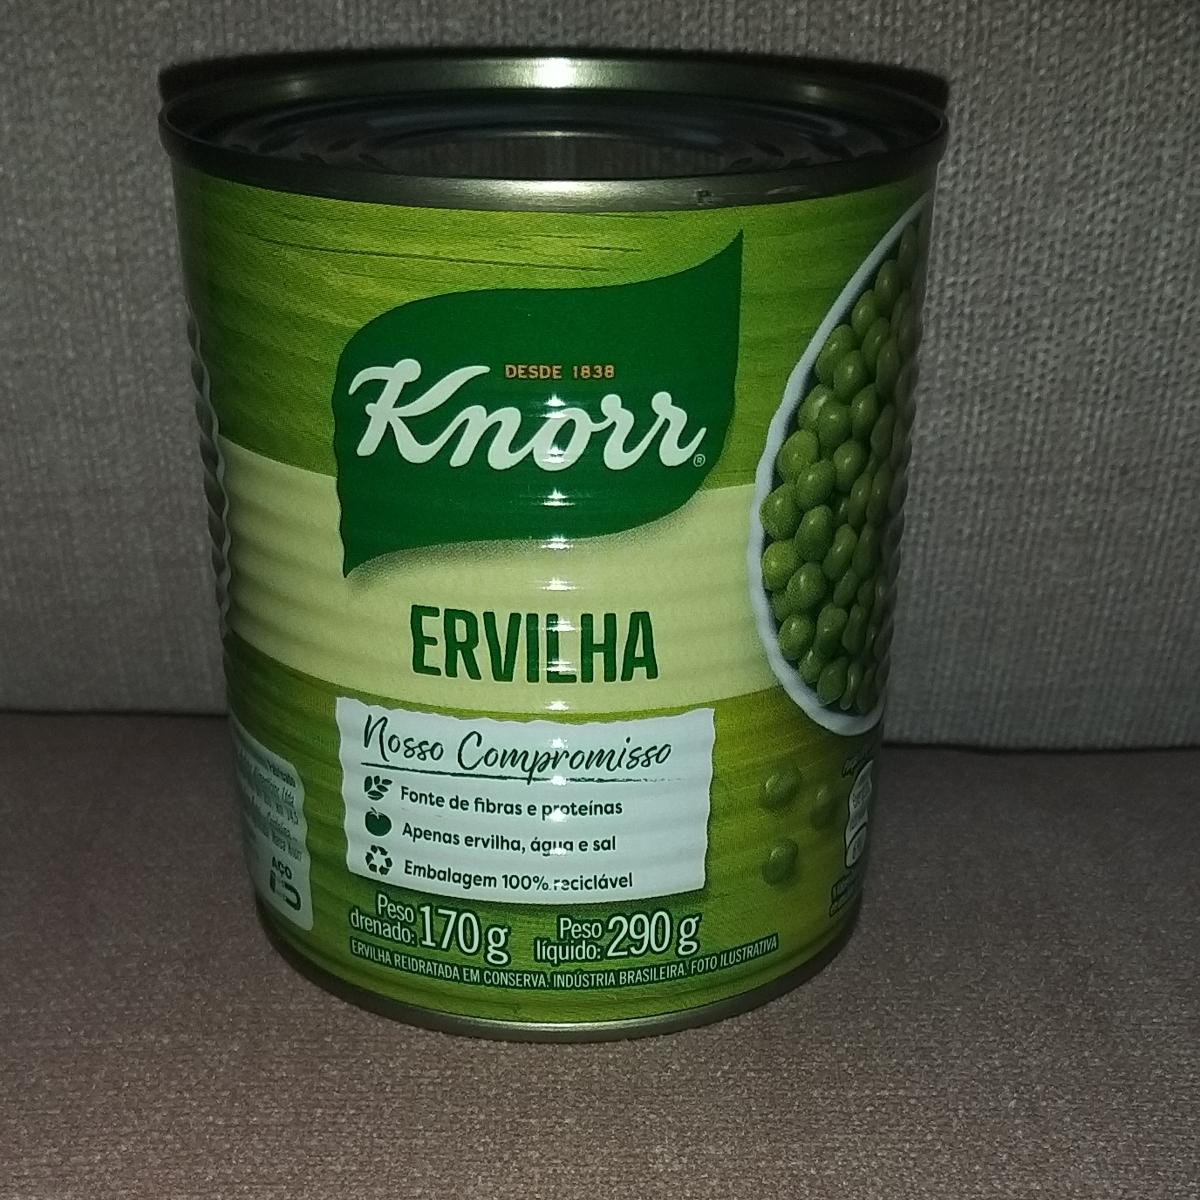 DESDE 1838
Knorr®
ERVILHA
Nosso Compromisso
Fonte de fibras e proteínas
Apenas ervilha, água e sal
Embalagem 100% reciclável
Peso drenado: 170 g
Peso líquido: 290 g
ERVILHA REIDRATADA EM CONSERVA. INDÚSTRIA BRASILEIRA. FOTO ILUSTRATIVA
AÇO